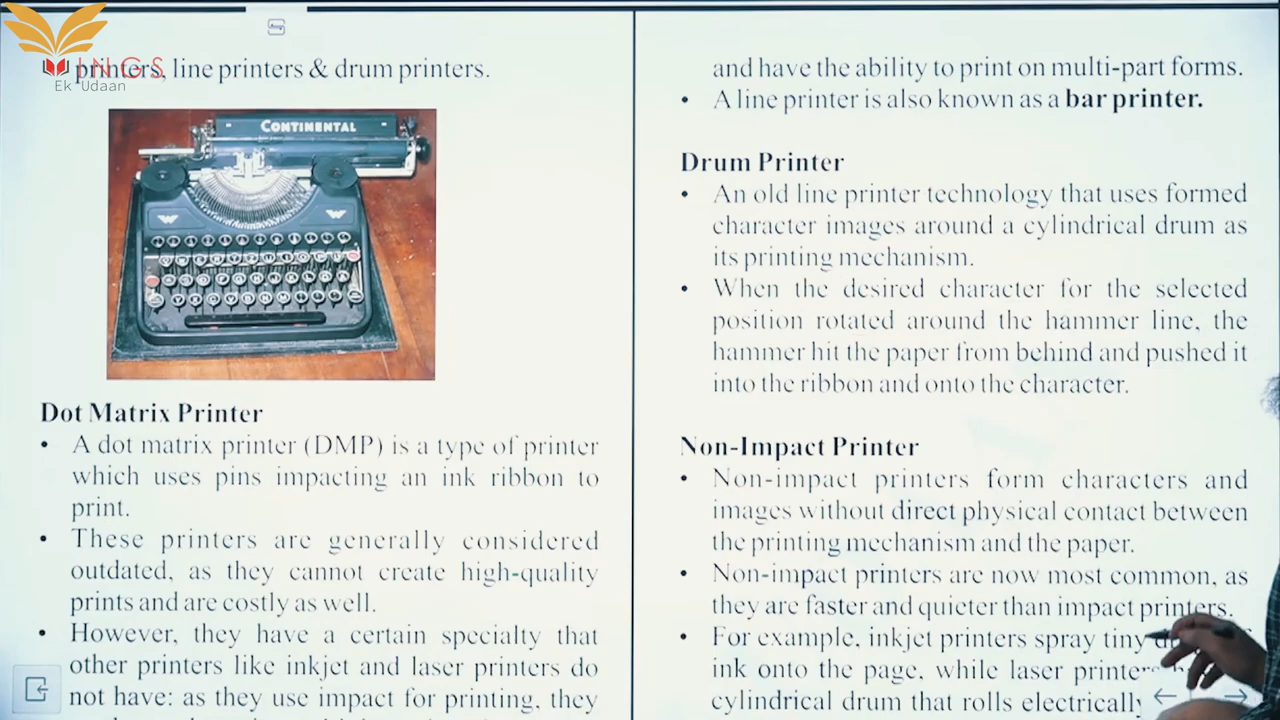 WINGS
Ek Udaan
printers, line printers & drum printers.
CONTINENTAL
Dot Matrix Printer
• A dot matrix printer (DMP) is a type of printer
which uses pins impacting an ink ribbon to
print.
• These printers are generally considered
outdated, as they cannot create high-quality
prints and are costly as well.
• However, they have a certain specialty that
other printers like inkjet and laser printers do
not have: as they use impact for printing, they
and have the ability to print on multi-part forms.
• A line printer is also known as a bar printer.
Drum Printer
• An old line printer technology that uses formed
character images around a cylindrical drum as
its printing mechanism.
• When the desired character for the selected
position rotated around the hammer line, the
hammer hit the paper from behind and pushed it
into the ribbon and onto the character.
Non-Impact Printer
• Non-impact printers form characters and
images without direct physical contact between
the printing mechanism and the paper.
• Non-impact printers are now most common, as
they are faster and quieter than impact printers.
• For example, inkjet printers spray tiny
ink onto the page, while laser
cylindrical drum that rolls electrically